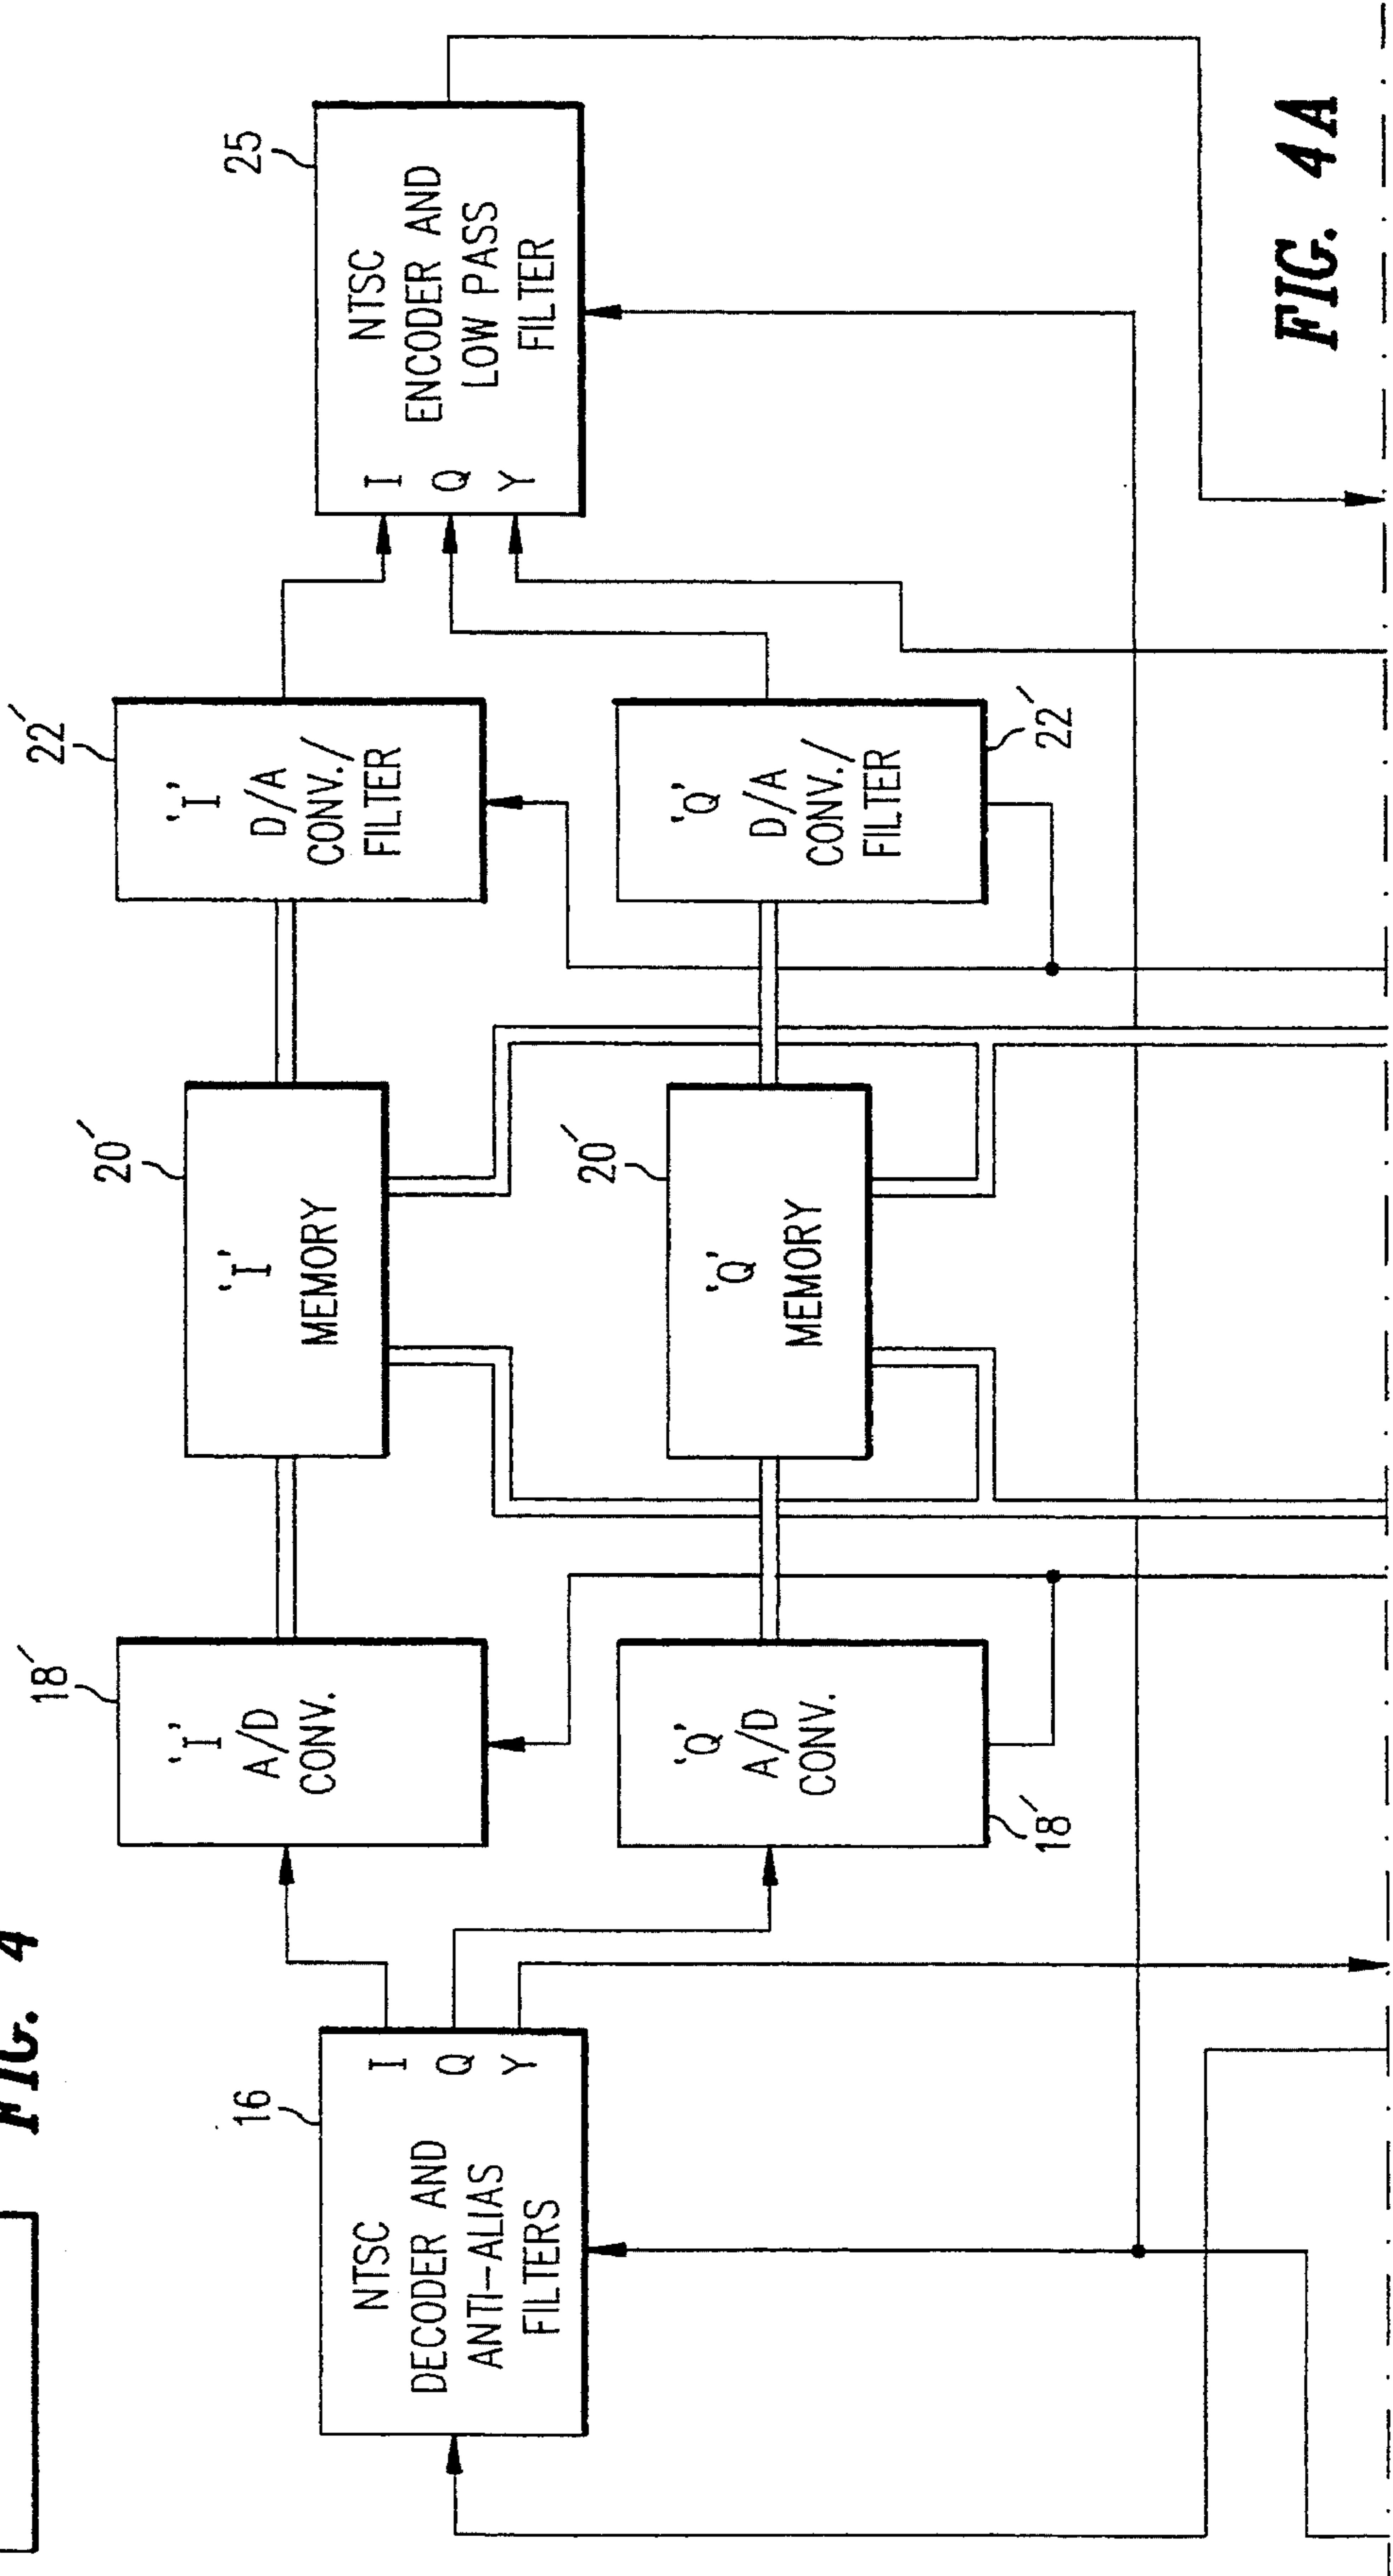 FIG. 4
16
NTSC
DECODER AND
ANTI-ALIAS
FILTERS
I
Q
Y
18'
'I'
A/D
CONV.
'Q'
A/D
CONV.
18'
20'
'I'
MEMORY
20'
'Q'
MEMORY
22'
'I'
D/A
CONV./
FILTER
'Q'
D/A
CONV./
FILTER
22'
25
I
Q
Y
NTSC
ENCODER AND
LOW PASS
FILTER
FIG. 4A